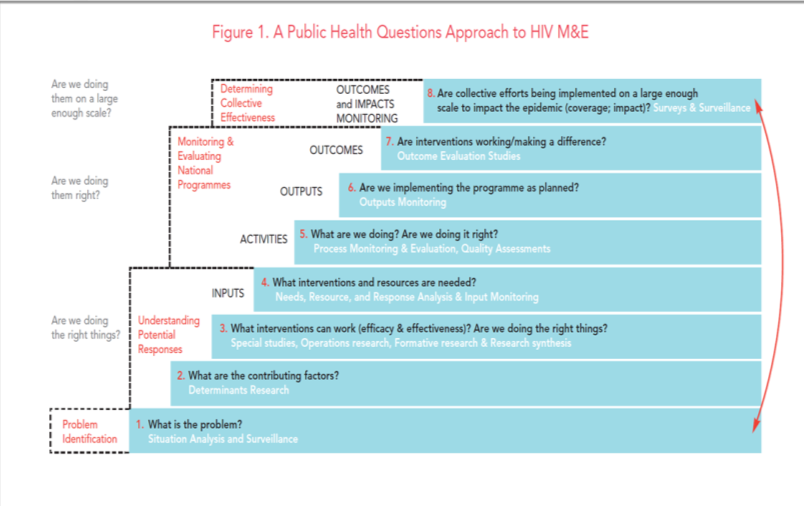 Figure 1. A Public Health Questions Approach to HIV M&E
Are we doing
them on a large
enough scale?
Determining
Collective
Effectiveness
OUTCOMES
and IMPACTS
MONITORING
8. Are collective efforts being implemented on a large enough
scale to impact the epidemic (coverage; impact)? Surveys & Surveillance
Are we doing
them right?
Monitoring &
Evaluating
National
Programmes
OUTCOMES
7. Are interventions working/making a difference?
Outcome Evaluation Studies
OUTPUTS
6. Are we implementing the programme as planned?
Outputs Monitoring
ACTIVITIES
5. What are we doing? Are we doing it right?
Process Monitoring & Evaluation, Quality Assessments
Are we doing
the right things?
Understanding
Potential
Responses
INPUTS
4. What interventions and resources are needed?
Needs, Resource, and Response Analysis & Input Monitoring
3. What interventions can work (efficacy & effectiveness)? Are we doing the right things?
Special studies, Operations research, Formative research & Research synthesis
2. What are the contributing factors?
Determinants Research
Problem
Identification
1. What is the problem?
Situation Analysis and Surveillance